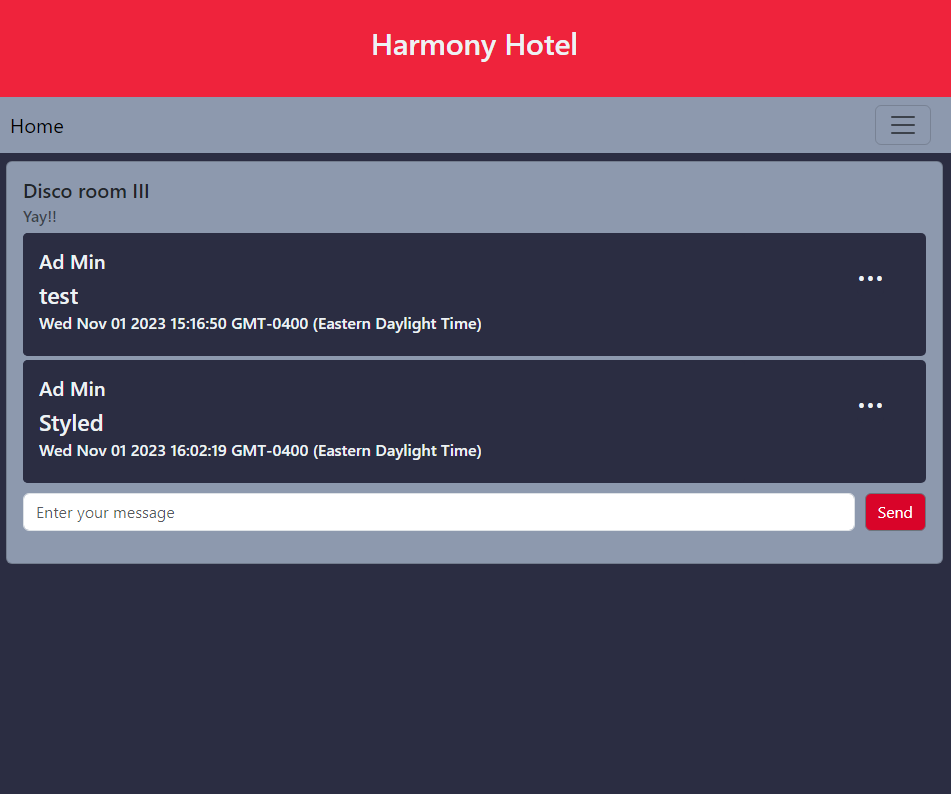 Harmony Hotel
Home
Disco room III
Yay!!
Ad Min
test
Wed Nov 01 2023 15:16:50 GMT-0400 (Eastern Daylight Time)
Ad Min
Styled
Wed Nov 01 2023 16:02:19 GMT-0400 (Eastern Daylight Time)
Enter your message
Send